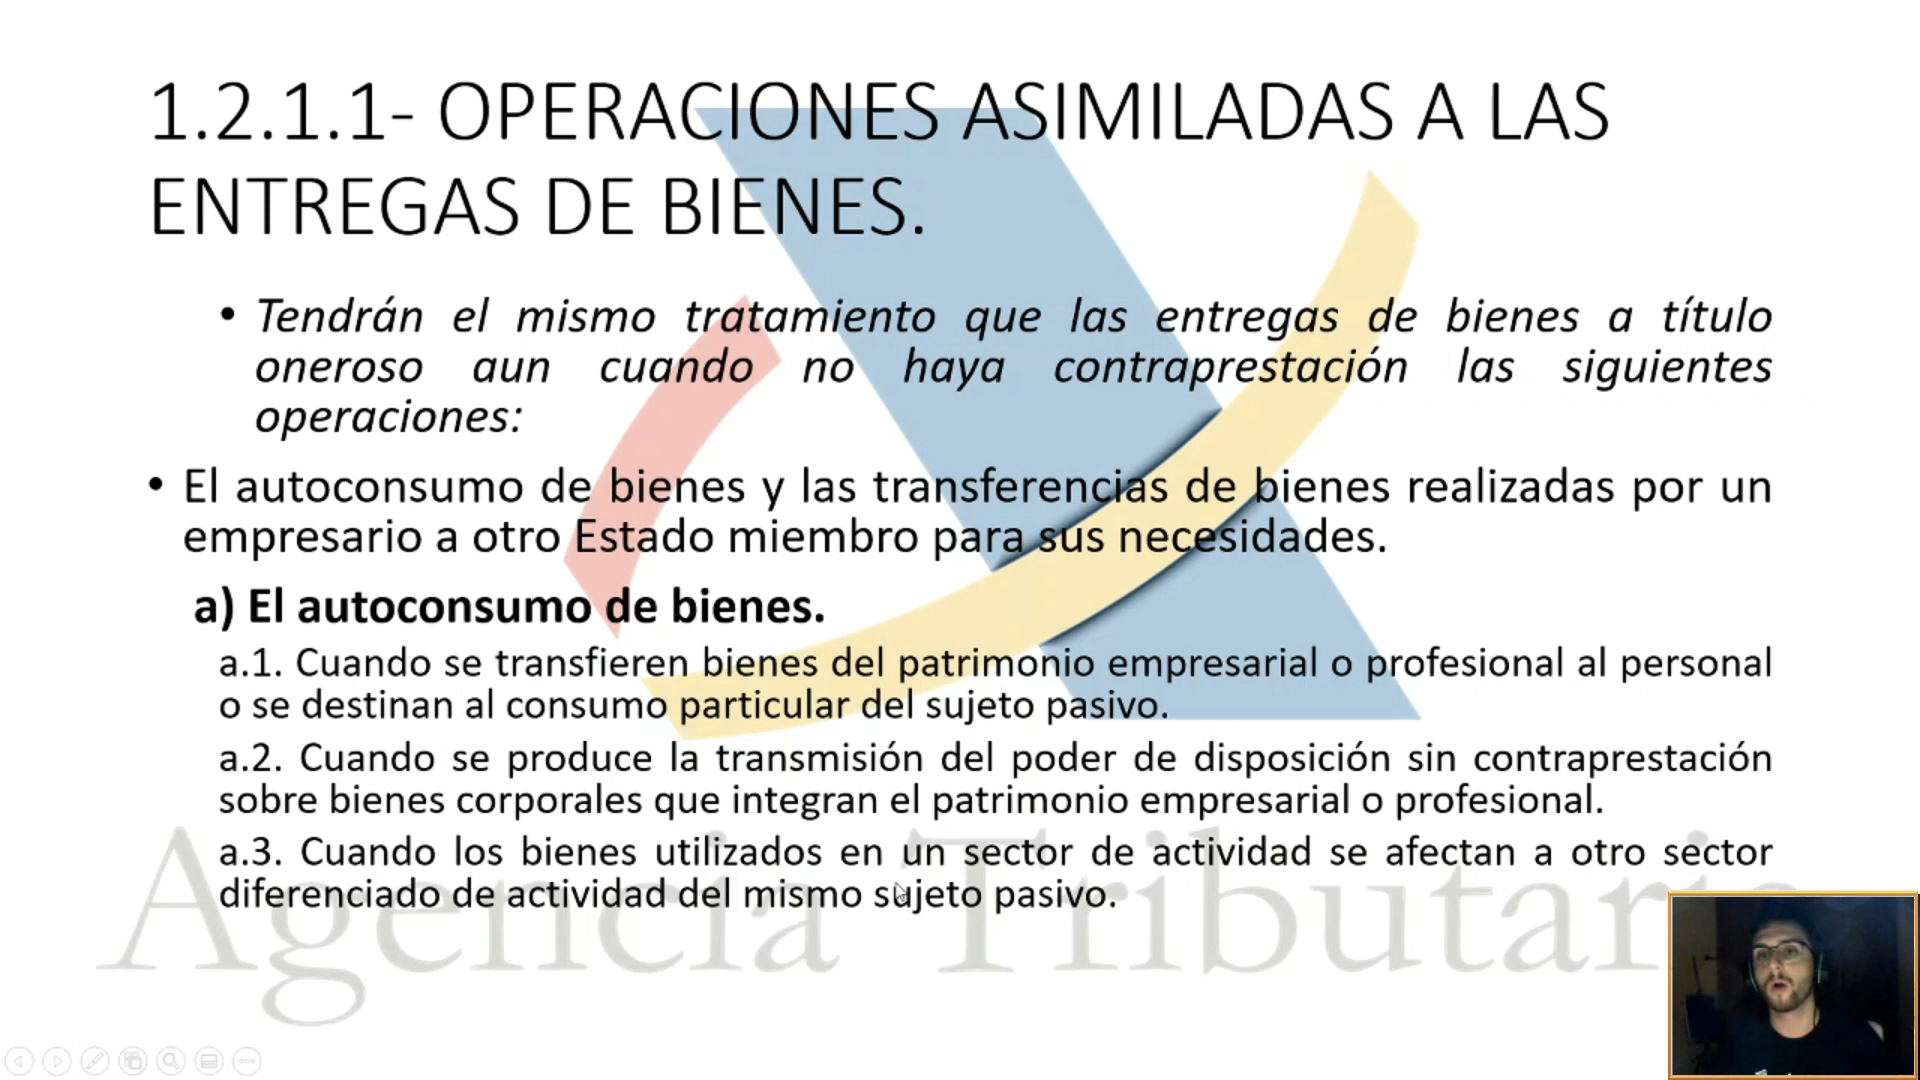 1.2.1.1- OPERACIONES ASIMILADAS A LAS
ENTREGAS DE BIENES.
• Tendrán el mismo tratamiento que las entregas de bienes a título
oneroso aun cuando no haya contraprestación las siguientes
operaciones:
• El autoconsumo de bienes y las transferencias de bienes realizadas por un
empresario a otro Estado miembro para sus necesidades.
a) El autoconsumo de bienes.
a.1. Cuando se transfieren bienes del patrimonio empresarial o profesional al personal
o se destinan al consumo particular del sujeto pasivo.
a.2. Cuando se produce la transmisión del poder de disposición sin contraprestación
sobre bienes corporales que integran el patrimonio empresarial o profesional.
a.3. Cuando los bienes utilizados en un sector de actividad se afectan a otro sector
diferenciado de actividad del mismo sujeto pasivo.
Agencia Tributaria